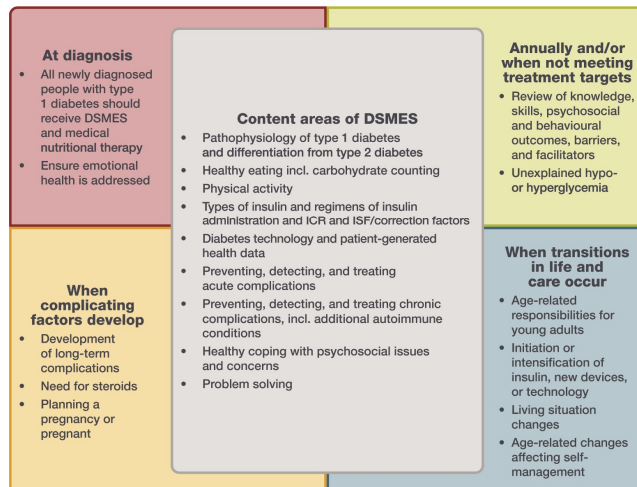 At diagnosis
• All newly diagnosed
people with type
1 diabetes should
receive DSMES
and medical
nutritional therapy
• Ensure emotional
health is addressed
Content areas of DSMES
• Pathophysiology of type 1 diabetes
and differentiation from type 2 diabetes
• Healthy eating incl. carbohydrate counting
• Physical activity
• Types of insulin and regimens of insulin
administration and ICR and ISF/correction factors
• Diabetes technology and patient-generated
health data
• Preventing, detecting, and treating
acute complications
• Preventing, detecting, and treating chronic
complications, incl. additional autoimmune
conditions
• Healthy coping with psychosocial issues
and concerns
• Problem solving
Annually and/or
when not meeting
treatment targets
• Review of knowledge,
skills, psychosocial
and behavioural
outcomes, barriers,
and facilitators
• Unexplained hypo-
or hyperglycemia
When
complicating
factors develop
• Development
of long-term
complications
• Need for steroids
• Planning a
pregnancy or
pregnant
When transitions
in life and
care occur
• Age-related
responsibilities for
young adults
• Initiation or
intensification of
insulin, new devices,
or technology
• Living situation
changes
• Age-related changes
affecting self-
management